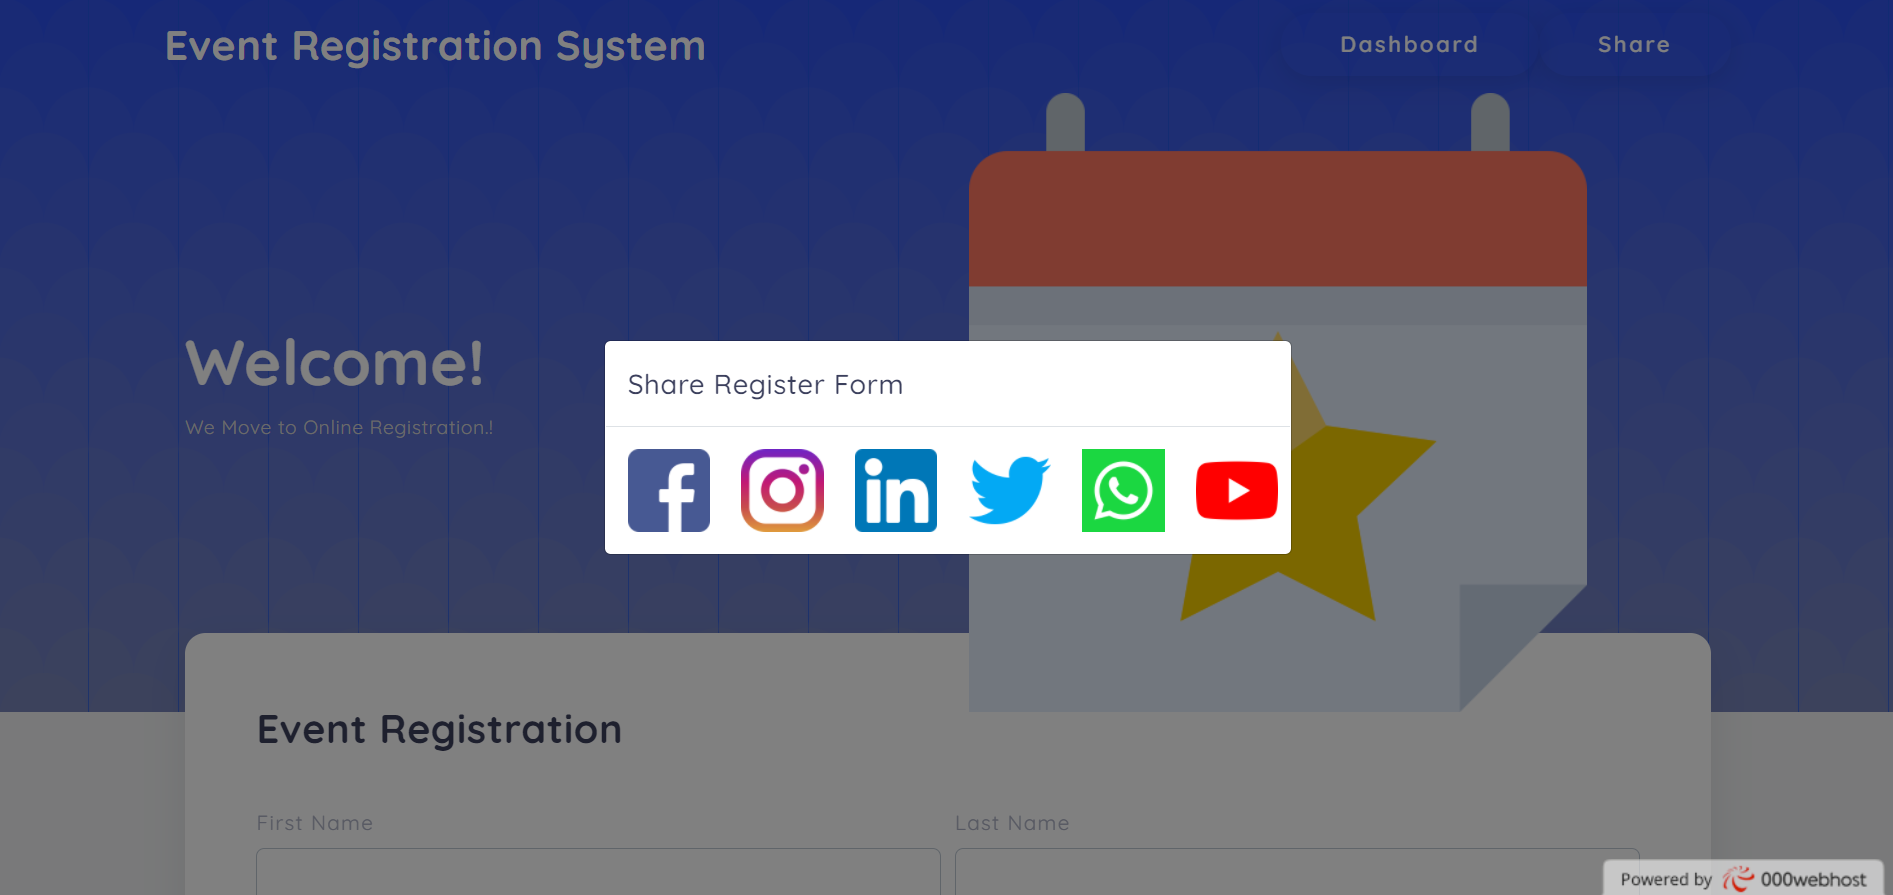 Event Registration System
Dashboard
Share
Welcome!
We Move to Online Registration.!
Share Register Form
f
in
Event Registration
First Name
Last Name
Powered by 000webhost